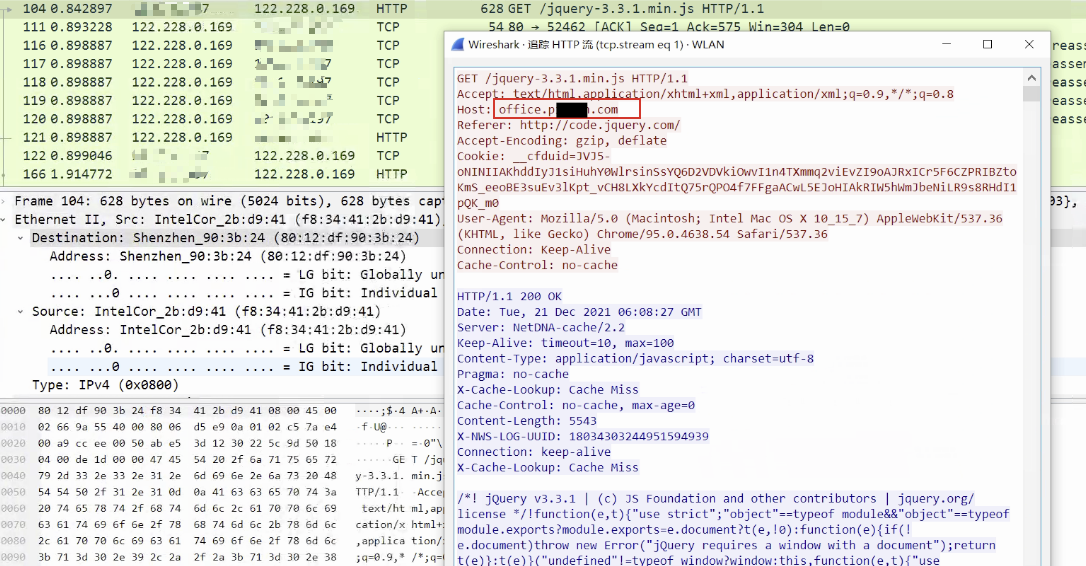 104 0.842897 122.228.0.169 HTTP 628 GET /jquery-3.3.1.min.js HTTP/1.1
111 0.893228 122.228.0.169 TCP 54 80 → 52462 [ACK] Seq=1 Ack=575 Win=304 Len=0
116 0.898887 122.228.0.169 TCP
117 0.898887 122.228.0.169 TCP
118 0.898887 122.228.0.169 TCP
119 0.898887 122.228.0.169 TCP
120 0.898887 122.228.0.169 TCP
121 0.898887 122.228.0.169 HTTP
122 0.899046 122.228.0.169 TCP
166 1.914772 122.228.0.169 TCP
Frame 104: 628 bytes on wire (5024 bits), 628 bytes cap
Ethernet II, Src: IntelCor_2b:d9:41 (f8:34:41:2b:d9:41)
Destination: Shenzhen_90:3b:24 (80:12:df:90:3b:24)
Address: Shenzhen_90:3b:24 (80:12:df:90:3b:24)
.... ..0. .... .... .... .... = LG bit: Globally un
.... ...0 .... .... .... .... = IG bit: Individual
Source: IntelCor_2b:d9:41 (f8:34:41:2b:d9:41)
Address: IntelCor_2b:d9:41 (f8:34:41:2b:d9:41)
.... ..0. .... .... .... .... = LG bit: Globally un
.... ...0 .... .... .... .... = IG bit: Individual
Type: IPv4 (0x0800)
0000 80 12 df 90 3b 24 f8 34 41 2b d9 41 08 00 45 00 ····;$·4 A+·A·
0010 02 66 9a 55 40 00 80 06 d5 e9 0a 01 02 c5 7a e4 ·f·U@·
0020 00 a9 cc ee 00 50 ab e5 3d 12 30 22 5c 9d 50 18 ·····P·· =·0"\
0030 04 00 de 1d 00 00 47 45 54 20 2f 6a 71 75 65 72 ······GE T /jq
0040 79 2d 33 2e 33 2e 31 2e 6d 69 6e 2e 6a 73 20 48 y-3.3.1. min.j
0050 54 54 50 2f 31 2e 31 0d 0a 41 63 63 65 70 74 3a TTP/1.1· ·Acce
0060 20 74 65 78 74 2f 68 74 6d 6c 2c 61 70 70 6c 69 text/ht ml,app
0070 63 61 74 69 6f 6e 2f 78 68 74 6d 6c 2b 78 6d 6c cation/x html+x
0080 2c 61 70 70 6c 69 63 61 74 69 6f 6e 2f 78 6d 6c ,applica tion/x
0090 3b 71 3d 30 2e 39 2c 2a 2f 2a 3b 71 3d 30 2e 38 ;q=0.9,* /*;q=
Wireshark · 追踪 HTTP 流 (tcp.stream eq 1) · WLAN
GET /jquery-3.3.1.min.js HTTP/1.1
Accept: text/html,application/xhtml+xml,application/xml;q=0.9,*/*;q=0.8
Host: office.p .com
Referer: http://code.jquery.com/
Accept-Encoding: gzip, deflate
Cookie: __cfduid=JVJ5-
oNINIIAKhddIyJ1siHuhY0WlrsinSsYQ6D2VDVkiOwvI1n4TXmmq2viEvZI9oAJRxICr5F6CZPRIBZto
KmS_eeoBE3suEv3lKpt_vCH8LXkYcdItQ75rQPO4f7FFgaACwL5EJoHIAkRIW5hWmJbeNiLR9s8RHdI1
pQK_m0
User-Agent: Mozilla/5.0 (Macintosh; Intel Mac OS X 10_15_7) AppleWebKit/537.36
(KHTML, like Gecko) Chrome/95.0.4638.54 Safari/537.36
Connection: Keep-Alive
Cache-Control: no-cache
HTTP/1.1 200 OK
Date: Tue, 21 Dec 2021 06:08:27 GMT
Server: NetDNA-cache/2.2
Keep-Alive: timeout=10, max=100
Content-Type: application/javascript; charset=utf-8
Pragma: no-cache
X-Cache-Lookup: Cache Miss
Cache-Control: no-cache, max-age=0
Content-Length: 5543
X-NWS-LOG-UUID: 18034303244951594939
Connection: keep-alive
X-Cache-Lookup: Cache Miss
/*! jQuery v3.3.1 | (c) JS Foundation and other contributors | jquery.org/
license */!function(e,t){"use strict";"object"==typeof module&&"object"==typeof
module.exports?module.exports=e.document?t(e,!0):function(e){if(!
e.document)throw new Error("jQuery requires a window with a document");return
t(e)}:t(e)}("undefined"!=typeof window?window:this,function(e,t){"use